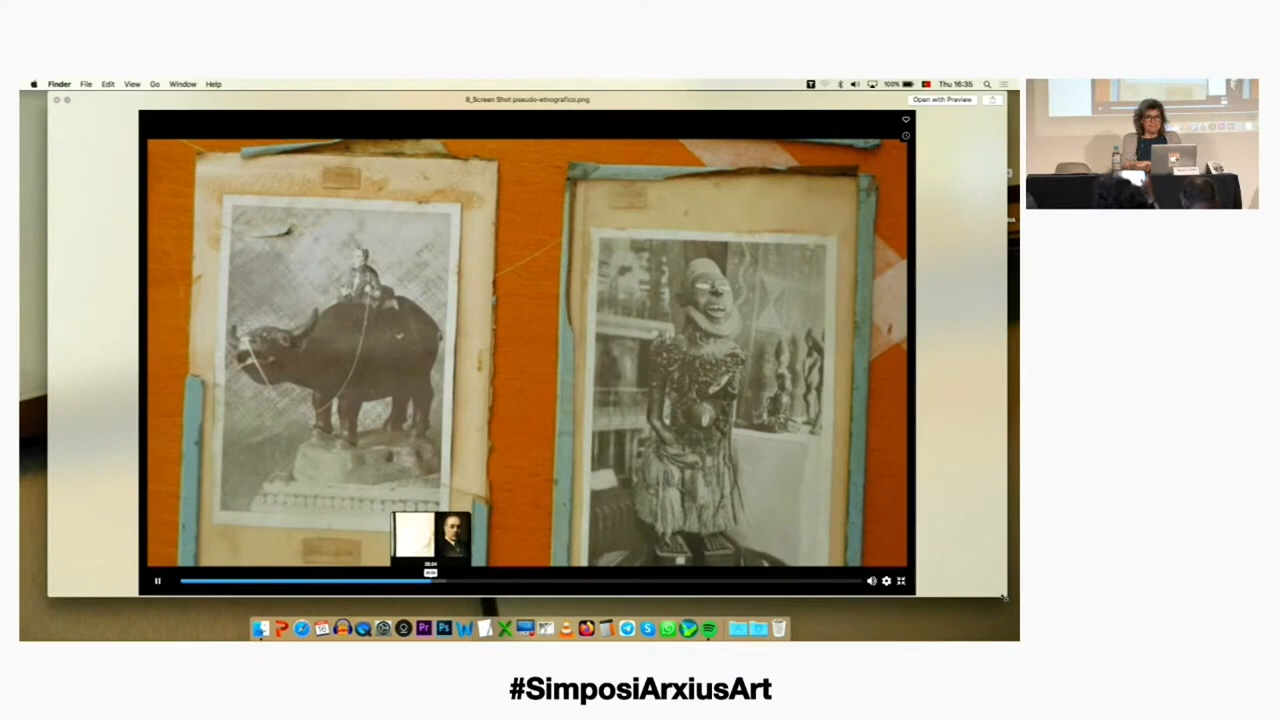 Finder File Edit View Go Window Help
100% Thu 16:35
8_Screen Shot pseudo-etnografico.png
Open with Preview
#SimposiArxiusArt